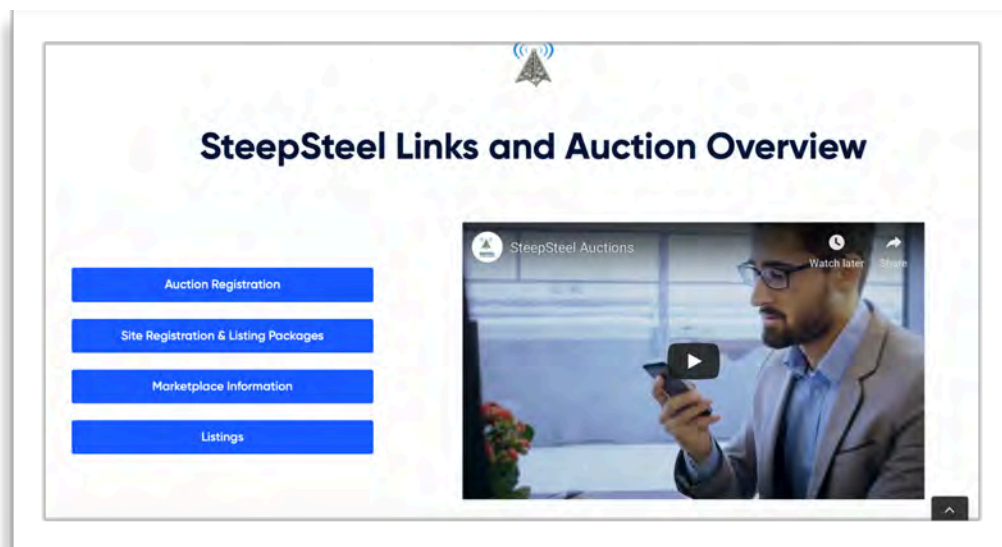 SteepSteel Links and Auction Overview
Auction Registration
Site Registration & Listing Packages
Marketplace Information
Listings
SteepSteel Auctions
Watch later
Share